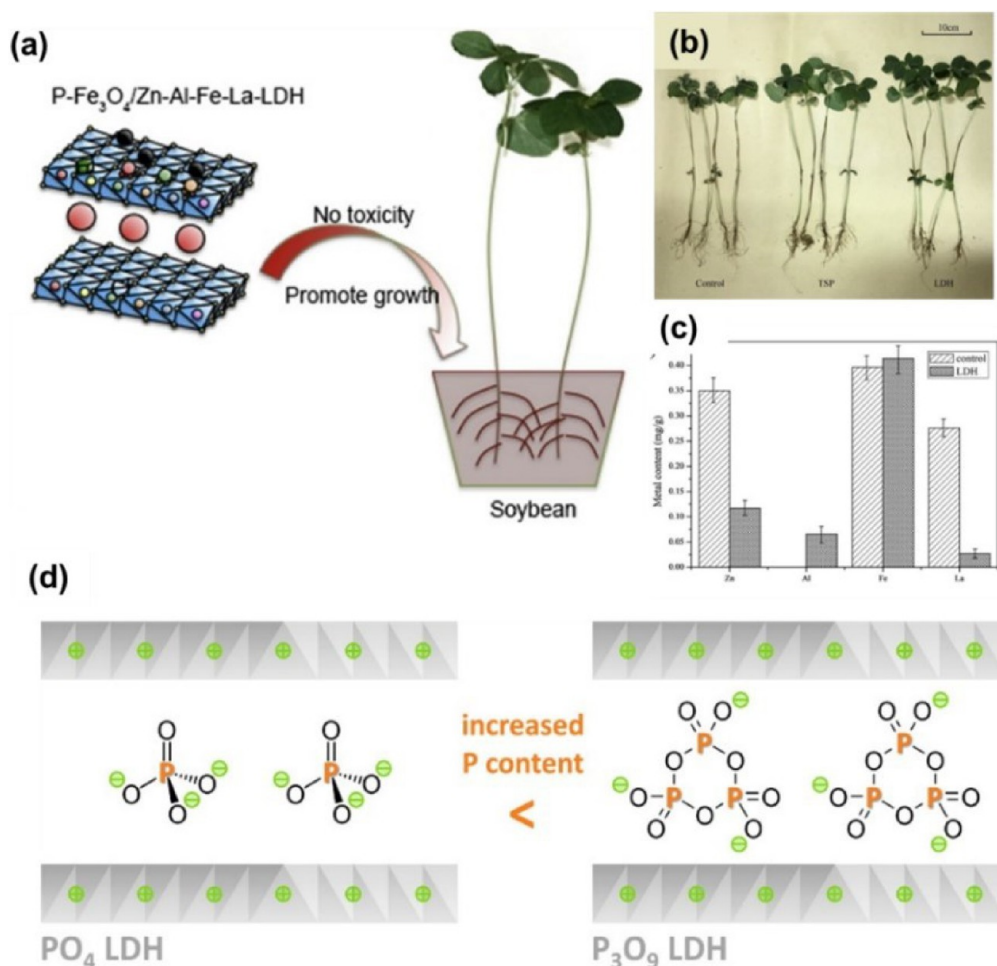 (a)
P-Fe₃O₄/Zn-Al-Fe-La-LDH
No toxicity
Promote growth
Soybean
(b)
10cm
Control
TSP
LDH
(c)
control
LDH
Metal content (mg/g)
0.40
0.35
0.30
0.25
0.20
0.15
0.10
0.05
0.00
Zn
Al
Fe
La
(d)
⊕ ⊕ ⊕ ⊕ ⊕ ⊕
O
P
⊖ O O ⊖
O ⊖
O
P
⊖ O O ⊖
O ⊖
⊕ ⊕ ⊕ ⊕ ⊕ ⊕
PO₄ LDH
increased
P content
<
⊕ ⊕ ⊕ ⊕ ⊕ ⊕
O O ⊖
P
O O
⊖ O P P O
O O O ⊖
O O ⊖
P
O O
⊖ O P P O
O O O ⊖
⊕ ⊕ ⊕ ⊕ ⊕ ⊕
P₃O₉ LDH